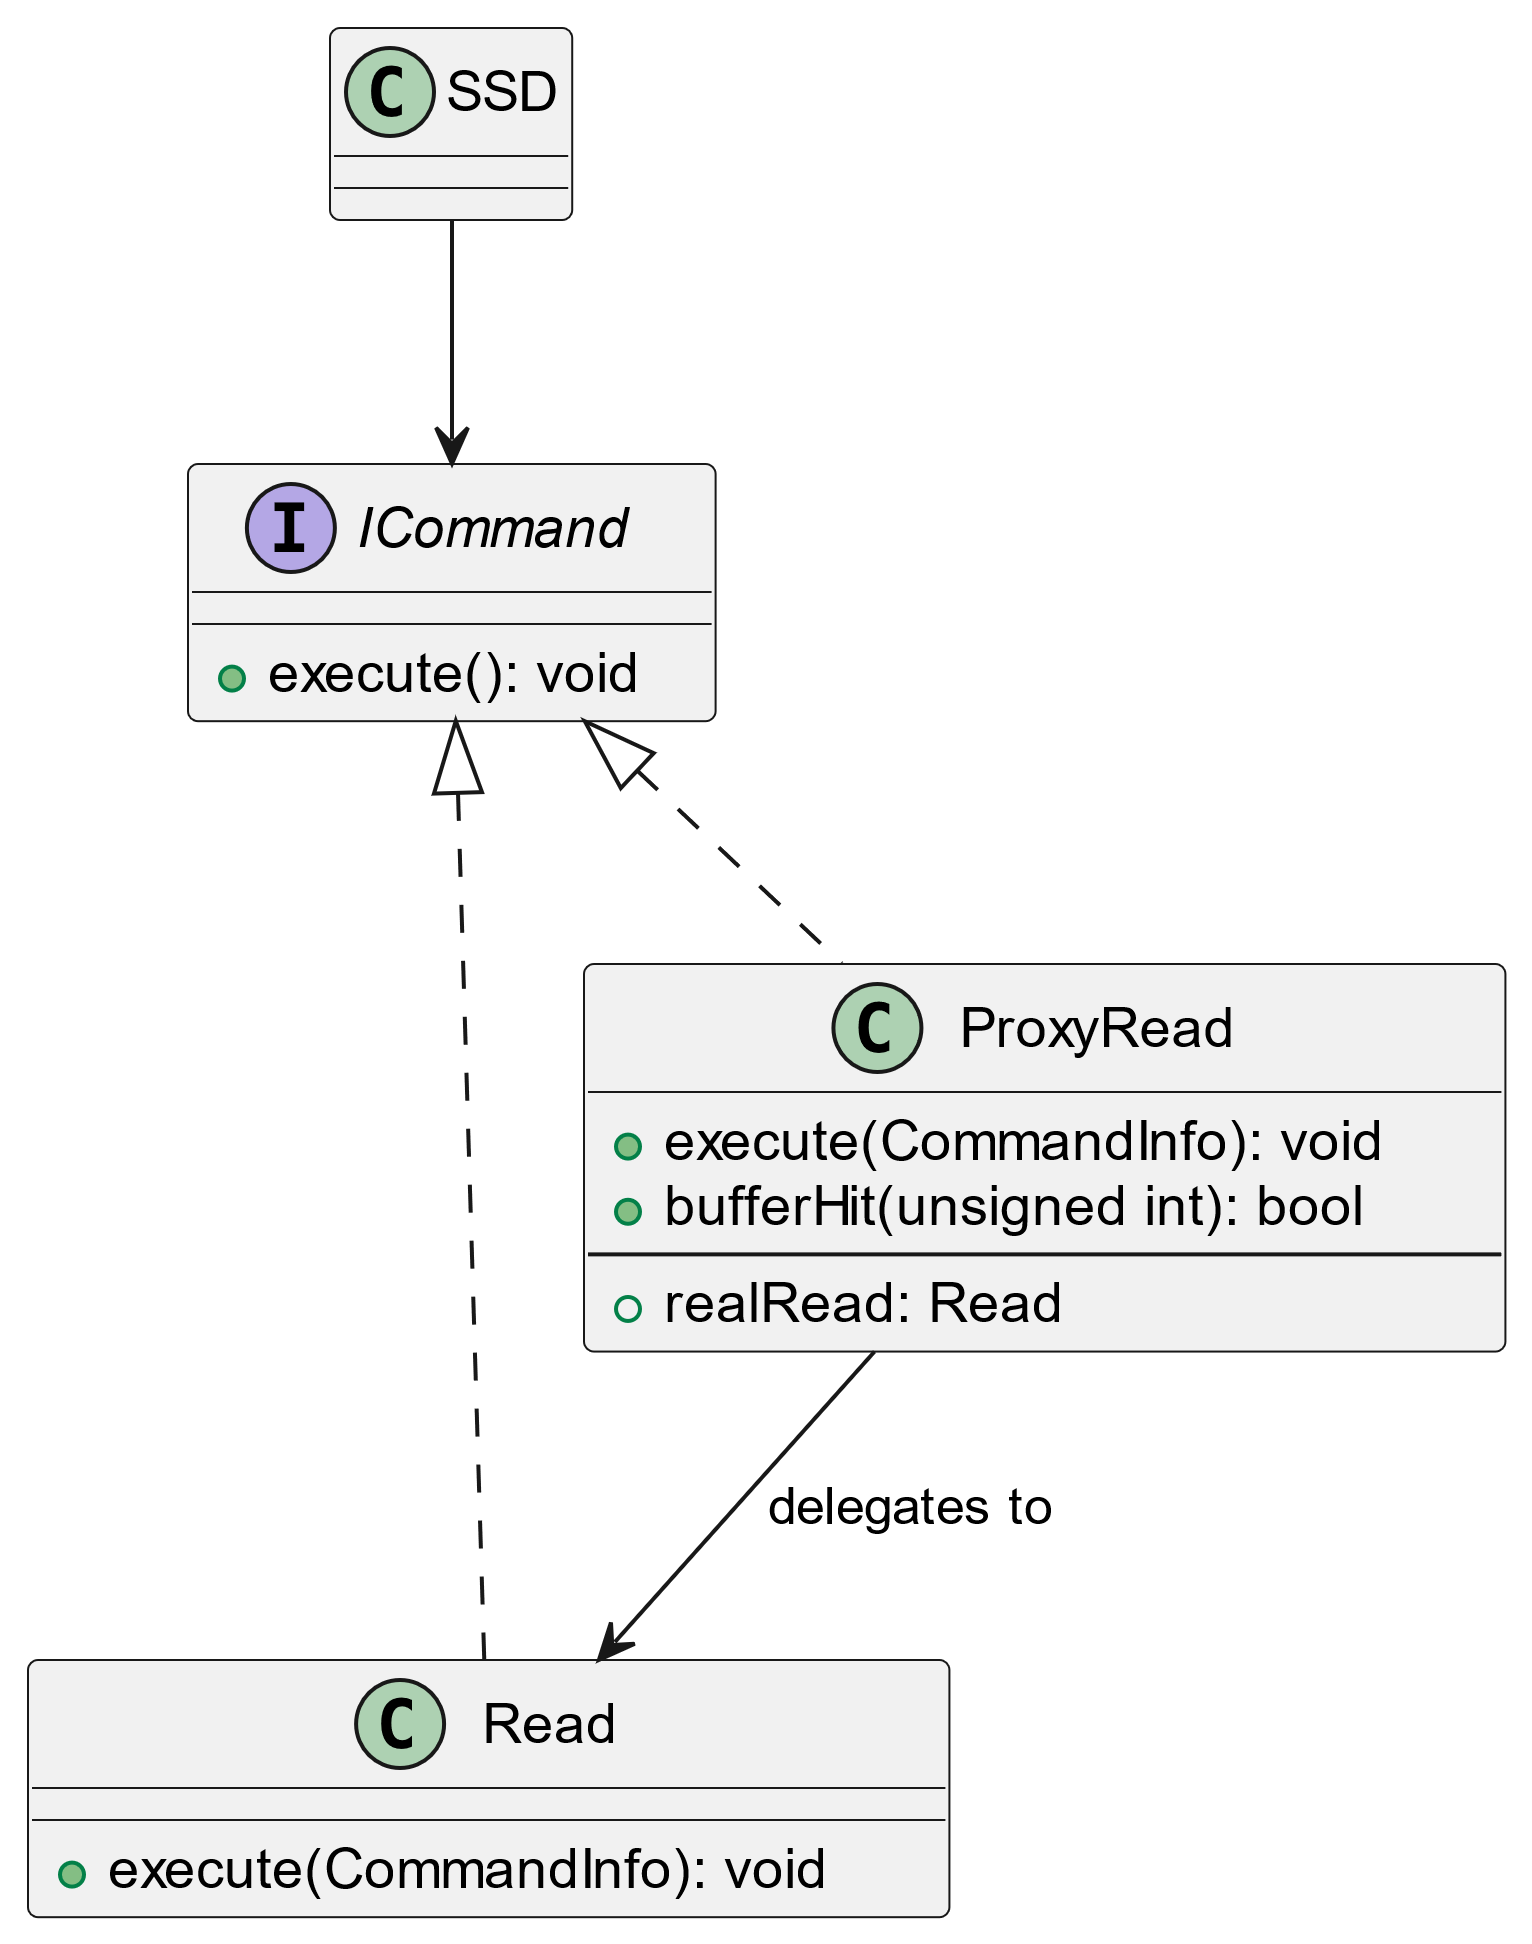 C SSD
I ICommand
execute(): void
C ProxyRead
execute(CommandInfo): void
bufferHit(unsigned int): bool
realRead: Read
delegates to
C Read
execute(CommandInfo): void